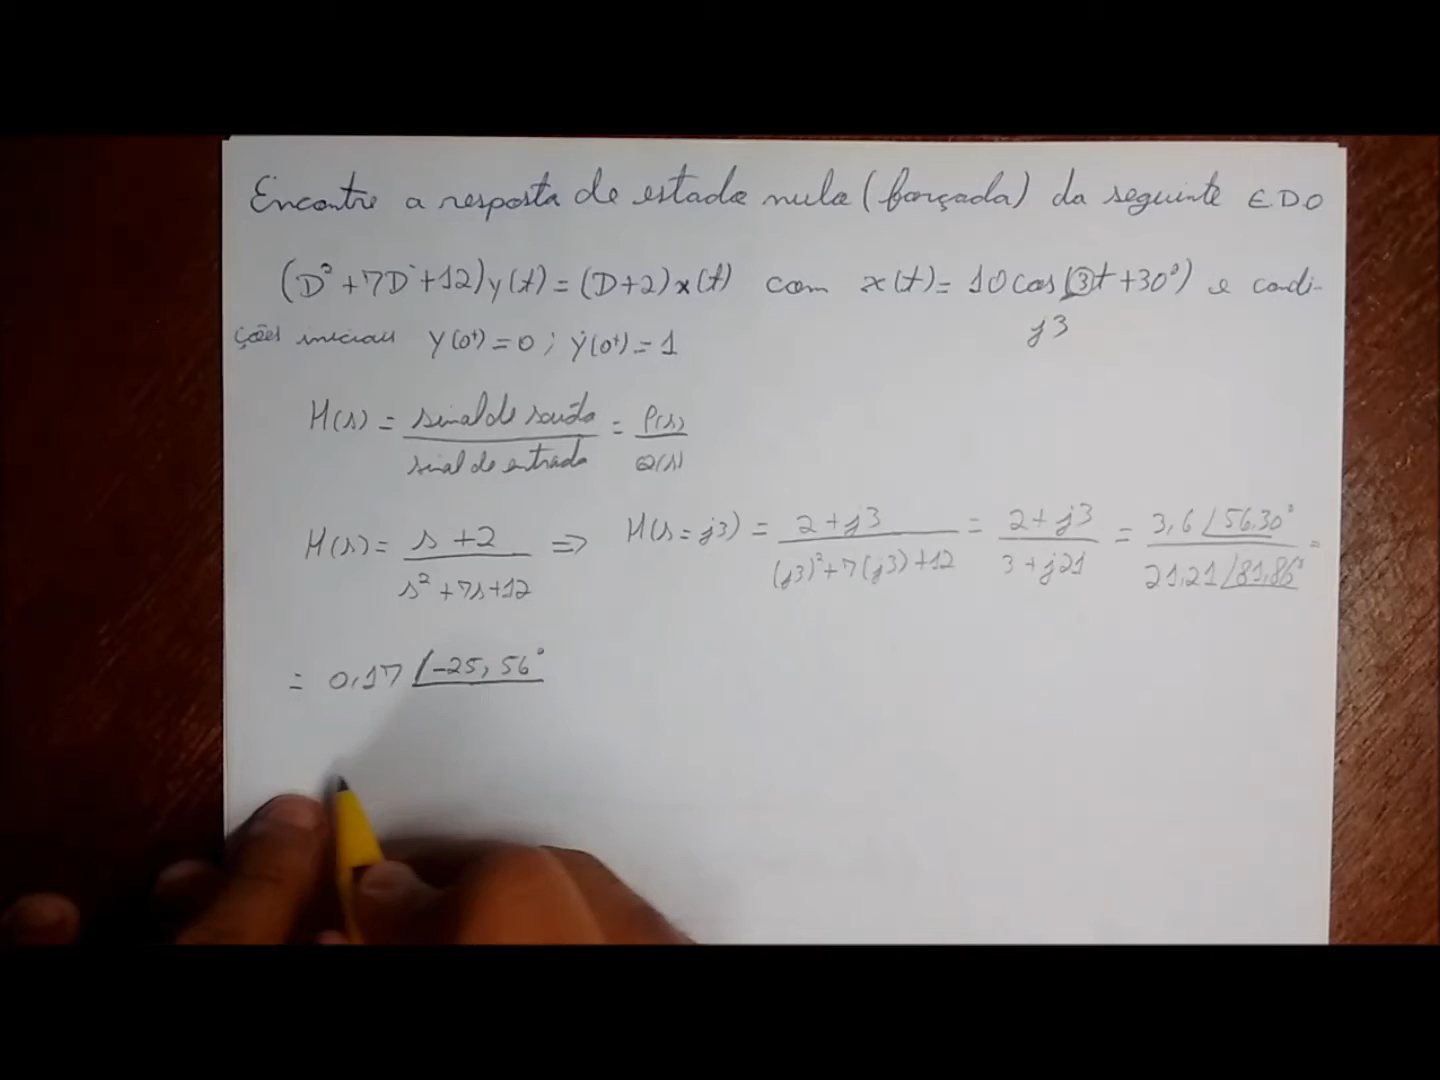 Encontre a resposta de estado nula (forçada) da seguinte EDO
(D²+7D+12)y(t)=(D+2)x(t) com x(t)=10cos(3t+30°) e condi-
j3
ções iniciais y(0⁺)=0; ẏ(0⁺)=1
H(s) = sinal de saída / sinal de entrada = P(s) / Q(s)
H(s) = s+2 / s²+7s+12 => H(s=j3) = 2+j3 / (j3)²+7(j3)+12 = 2+j3 / 3+j21 = 3,6∠56,30° / 21,21∠81,86° =
= 0,17∠-25,56°